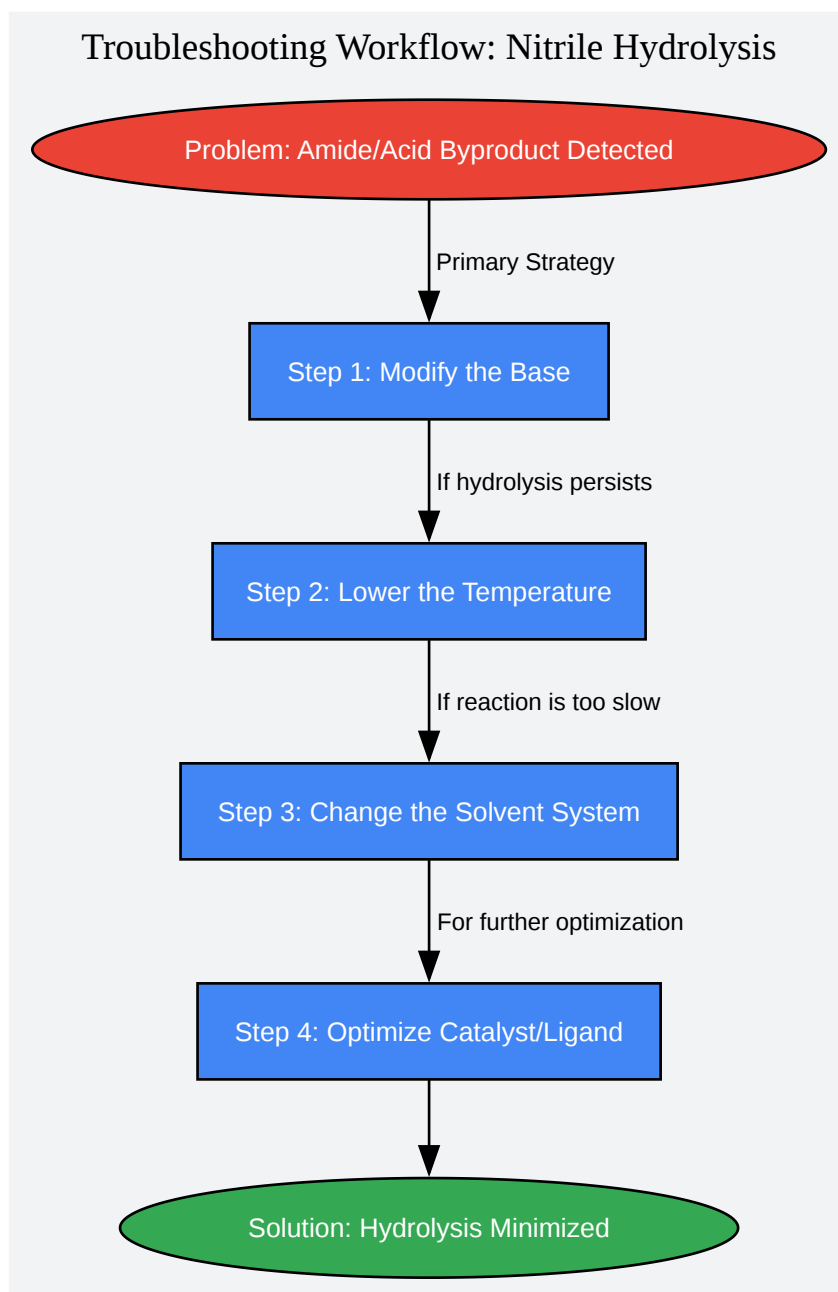 Troubleshooting Workflow: Nitrile Hydrolysis
Problem: Amide/Acid Byproduct Detected
Primary Strategy
Step 1: Modify the Base
If hydrolysis persists
Step 2: Lower the Temperature
If reaction is too slow
Step 3: Change the Solvent System
For further optimization
Step 4: Optimize Catalyst/Ligand
Solution: Hydrolysis Minimized